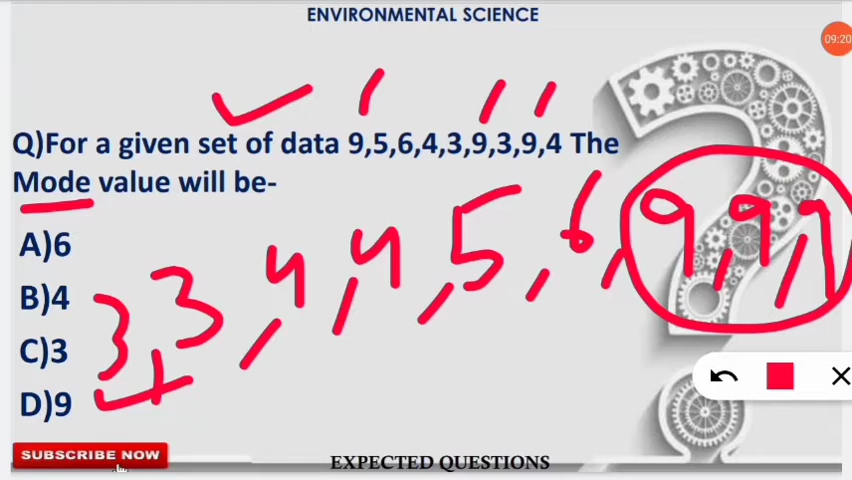 ENVIRONMENTAL SCIENCE
09:20
Q)For a given set of data 9,5,6,4,3,9,3,9,4 The
Mode value will be-
A)6
B)4
C)3
D)9
3,3,4,4,5,6,9,9,9
SUBSCRIBE NOW
EXPECTED QUESTIONS